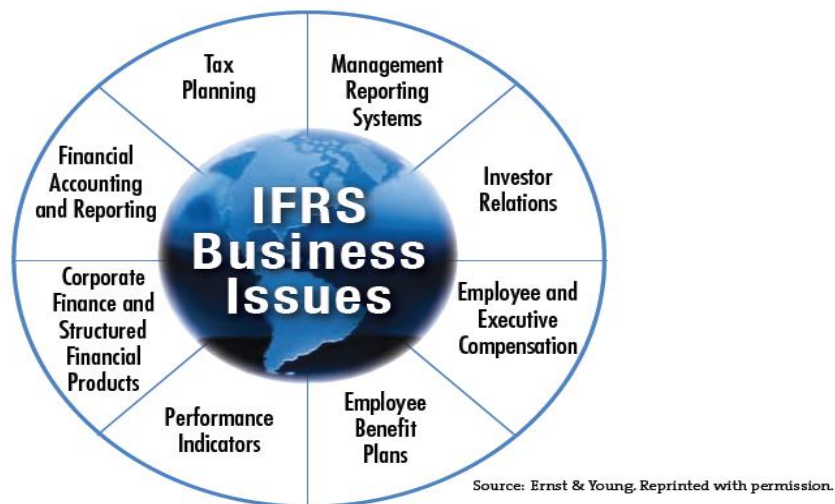 Tax
Planning
Management
Reporting
Systems
Financial
Accounting
and Reporting
Investor
Relations
IFRS
Business
Issues
Corporate
Finance and
Structured
Financial
Products
Employee and
Executive
Compensation
Performance
Indicators
Employee
Benefit
Plans
Source: Ernst & Young. Reprinted with permission.